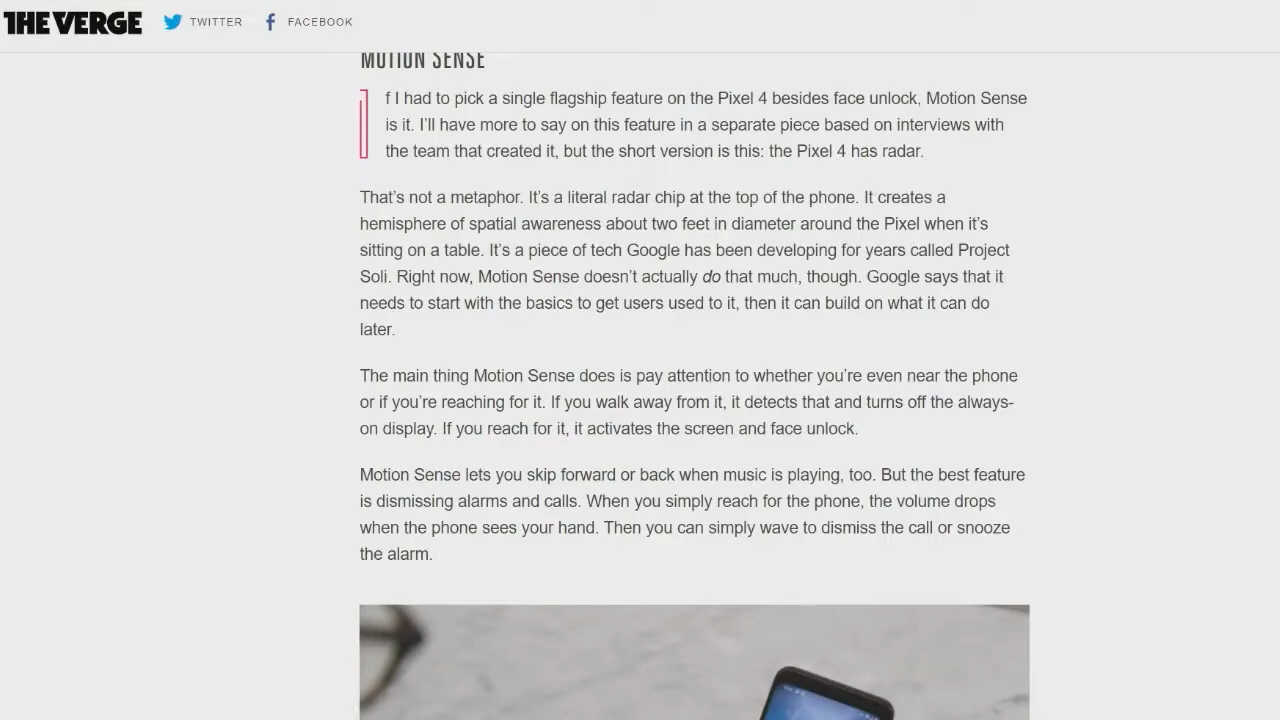 THE VERGE TWITTER FACEBOOK
MOTION SENSE
If I had to pick a single flagship feature on the Pixel 4 besides face unlock, Motion Sense
is it. I’ll have more to say on this feature in a separate piece based on interviews with
the team that created it, but the short version is this: the Pixel 4 has radar.
That’s not a metaphor. It’s a literal radar chip at the top of the phone. It creates a
hemisphere of spatial awareness about two feet in diameter around the Pixel when it’s
sitting on a table. It’s a piece of tech Google has been developing for years called Project
Soli. Right now, Motion Sense doesn’t actually do that much, though. Google says that it
needs to start with the basics to get users used to it, then it can build on what it can do
later.
The main thing Motion Sense does is pay attention to whether you’re even near the phone
or if you’re reaching for it. If you walk away from it, it detects that and turns off the always-
on display. If you reach for it, it activates the screen and face unlock.
Motion Sense lets you skip forward or back when music is playing, too. But the best feature
is dismissing alarms and calls. When you simply reach for the phone, the volume drops
when the phone sees your hand. Then you can simply wave to dismiss the call or snooze
the alarm.